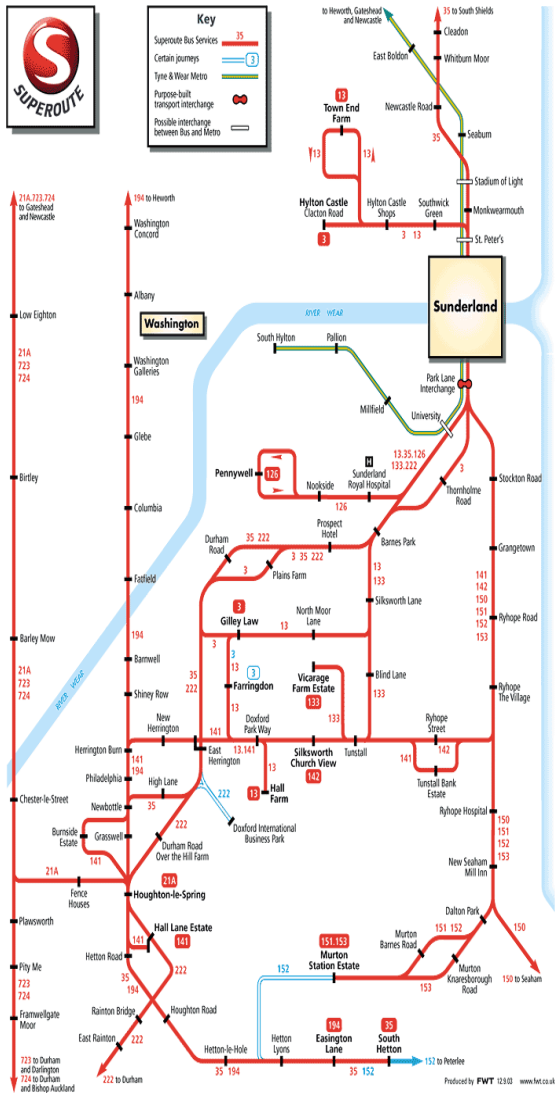 S
SUPEROUTE
Key
Superoute Bus Services
35
Certain journeys
3
Tyne & Wear Metro
Purpose-built
transport interchange
Possible interchange
between Bus and Metro
to Heworth, Gateshead
and Newcastle
35 to South Shields
Cleadon
East Boldon
Whitburn Moor
Newcastle Road
35
Seaburn
13
Town End
Farm
13
13
Stadium of Light
Hylton Castle
Clacton Road
Hylton Castle
Shops
Southwick
Green
Monkwearmouth
3
3 13
St. Peter's
21A,723,724
to Gateshead
and Newcastle
194 to Heworth
Washington
Concord
Albany
Low Eighton
Washington
RIVER WEAR
Sunderland
21A
723
724
Washington
Galleries
194
South Hylton
Pallion
Park Lane
Interchange
Millfield
University
Glebe
13.35.126
133.222
3
H
Pennywell
126
Sunderland
Royal Hospital
Nookside
126
Thornholme
Road
Stockton Road
Birtley
Columbia
Prospect
Hotel
Barnes Park
Durham
Road
35 222
3 35 222
3
Plains Farm
Grangetown
Fatfield
13
133
141
142
150
151
152
153
Silksworth Lane
Ryhope Road
3
Gilley Law
North Moor
Lane
13
3
Barley Mow
194
21A
723
724
Barnwell
3
13
3
Farringdon
13
Vicarage
Farm Estate
133
Blind Lane
133
35
222
Shiney Row
RIVER WEAR
Ryhope
The Village
New
Herrington
141
Doxford
Park Way
133
Ryhope
Street
Herrington Burn
East
Herrington
13.141
Silksworth
Church View
142
Tunstall
141
142
141
194
Philadelphia
High Lane
13
Hall
Farm
Tunstall Bank
Estate
13
222
Chester-le-Street
Newbottle
35
Doxford International
Business Park
Ryhope Hospital
150
151
152
153
Burnside
Estate
Grasswell
222
Durham Road
Over the Hill Farm
141
New Seaham
Mill Inn
21A
21A
Fence
Houses
Houghton-le-Spring
Dalton Park
Plawsworth
Hall Lane Estate
141
141
151.153
Murton
Station Estate
Murton
Barnes Road
151 152
150
Hetton Road
222
152
153
Murton
Knaresborough
Road
150 to Seaham
Pity Me
723
724
35
194
Rainton Bridge
Houghton Road
Framwellgate
Moor
East Rainton
222
Hetton-le-Hole
Hetton
Lyons
194
Easington
Lane
35
South
Hetton
723 to Durham
and Darlington
724 to Durham
and Bishop Auckland
222 to Durham
35 194
35 152
152 to Peterlee
Produced by FWT 12.9.03 www.fwt.co.uk